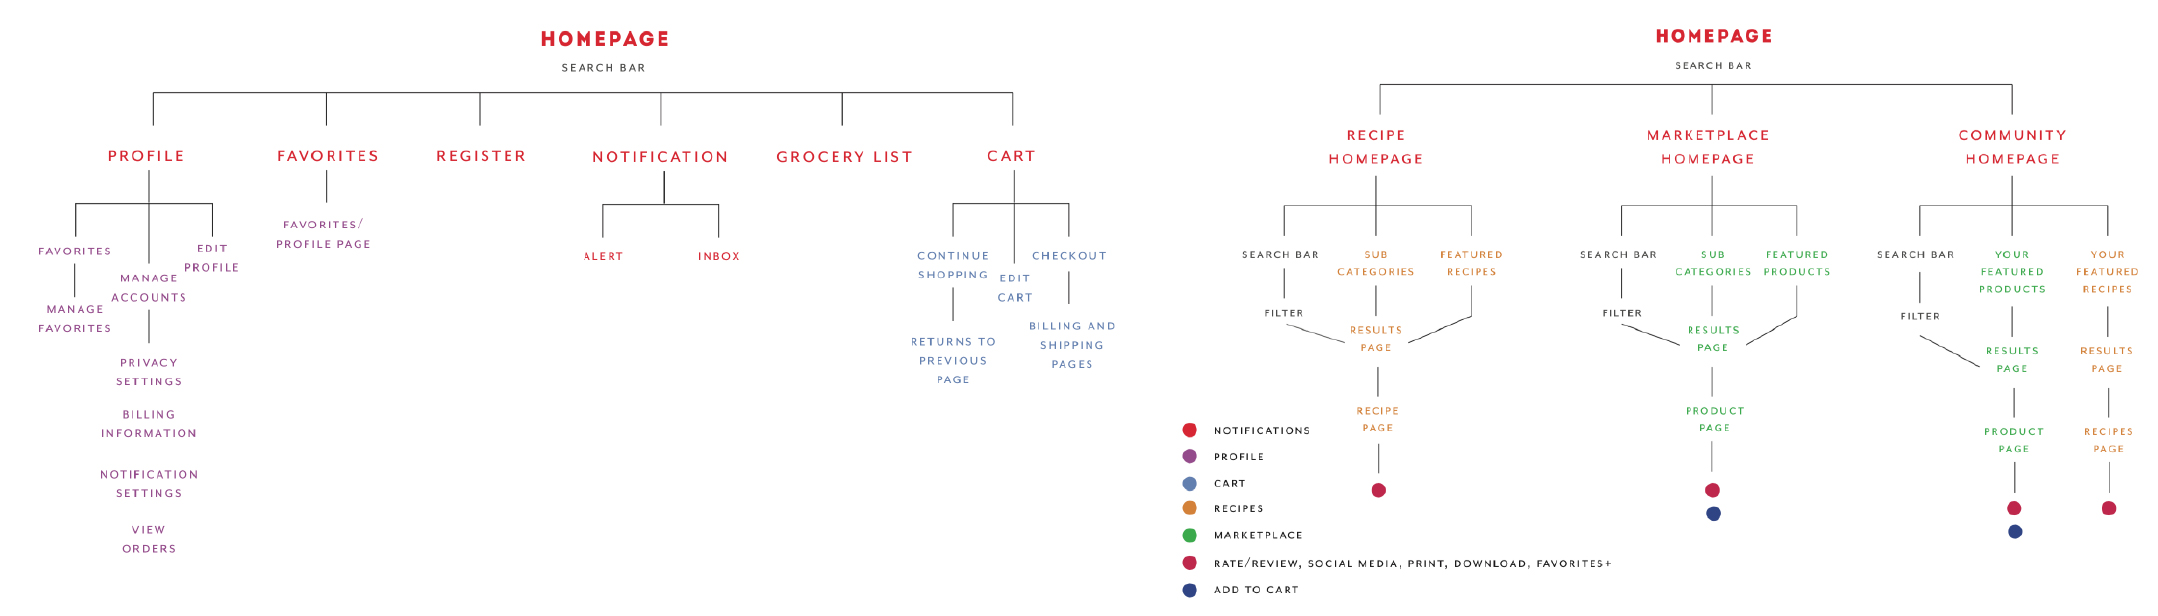 HOMEPAGE
SEARCH BAR
PROFILE
FAVORITES
REGISTER
NOTIFICATION
GROCERY LIST
CART
FAVORITES
MANAGE
FAVORITES
MANAGE
ACCOUNTS
EDIT
PROFILE
PRIVACY
SETTINGS
BILLING
INFORMATION
NOTIFICATION
SETTINGS
VIEW
ORDERS
FAVORITES/
PROFILE PAGE
ALERT
INBOX
CONTINUE
SHOPPING
RETURNS TO
PREVIOUS
PAGE
EDIT
CART
CHECKOUT
BILLING AND
SHIPPING
PAGES
HOMEPAGE
SEARCH BAR
RECIPE
HOMEPAGE
MARKETPLACE
HOMEPAGE
COMMUNITY
HOMEPAGE
SEARCH BAR
FILTER
SUB
CATEGORIES
FEATURED
RECIPES
RESULTS
PAGE
RECIPE
PAGE
SEARCH BAR
FILTER
SUB
CATEGORIES
FEATURED
PRODUCTS
RESULTS
PAGE
PRODUCT
PAGE
SEARCH BAR
FILTER
YOUR
FEATURED
PRODUCTS
RESULTS
PAGE
PRODUCT
PAGE
YOUR
FEATURED
RECIPES
RESULTS
PAGE
RECIPES
PAGE
NOTIFICATIONS
PROFILE
CART
RECIPES
MARKETPLACE
RATE/REVIEW, SOCIAL MEDIA, PRINT, DOWNLOAD, FAVORITES+
ADD TO CART